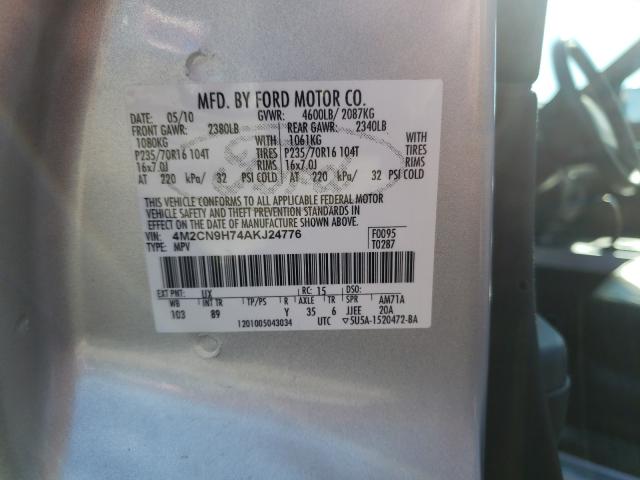 MFD. BY FORD MOTOR CO.
DATE: 05/10 GVWR: 4600LB/ 2087KG
FRONT GAWR: 2380LB REAR GAWR: 2340LB
1080KG WITH 1061KG WITH
P235/70R16 104T TIRES P235/70R16 104T TIRES
16x7.0J RIMS 16x7.0J RIMS
AT 220 kPa/ 32 PSI COLD AT 220 kPa/ 32 PSI COLD
THIS VEHICLE CONFORMS TO ALL APPLICABLE FEDERAL MOTOR
VEHICLE SAFETY AND THEFT PREVENTION STANDARDS IN
EFFECT ON THE DATE OF MANUFACTURE SHOWN ABOVE.
VIN: 4M2CN9H74AKJ24776 F0095
TYPE: MPV T0287
EXT PNT: UX RC: 15 DSO:
WB INT TR TP/PS R AXLE TR SPR AM71A
103 89 Y 35 6 JJEE 20A
1201005043034 UTC ▽5U5A-1520472-BA
Ford